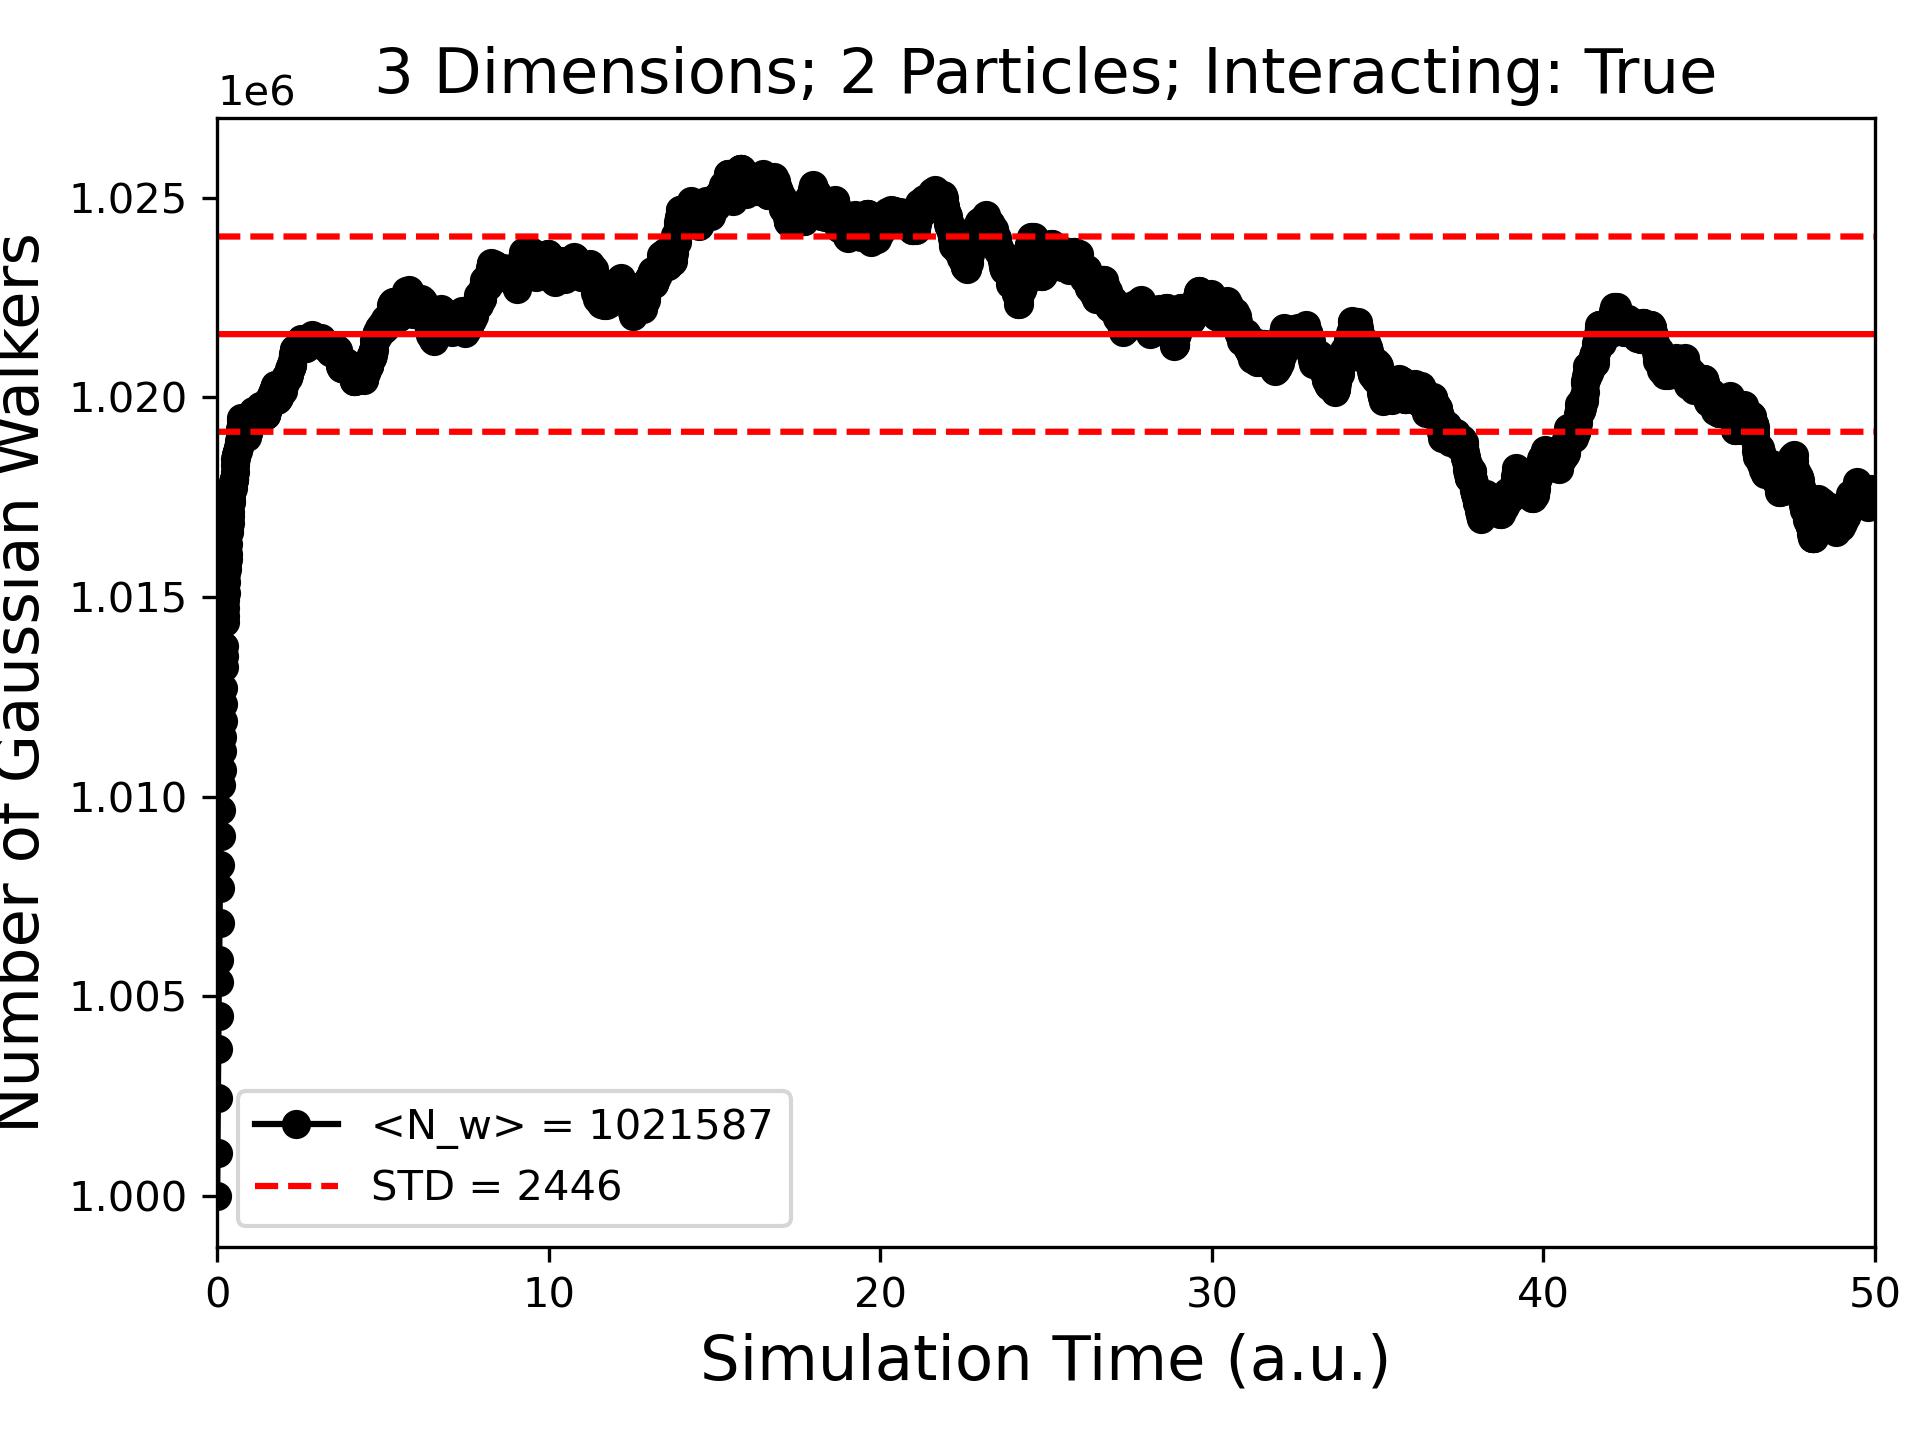 3 Dimensions; 2 Particles; Interacting: True
1e6
1.025
1.020
1.015
1.010
1.005
1.000
Number of Gaussian Walkers
<N_w> = 1021587
STD = 2446
0 10 20 30 40 50
Simulation Time (a.u.)